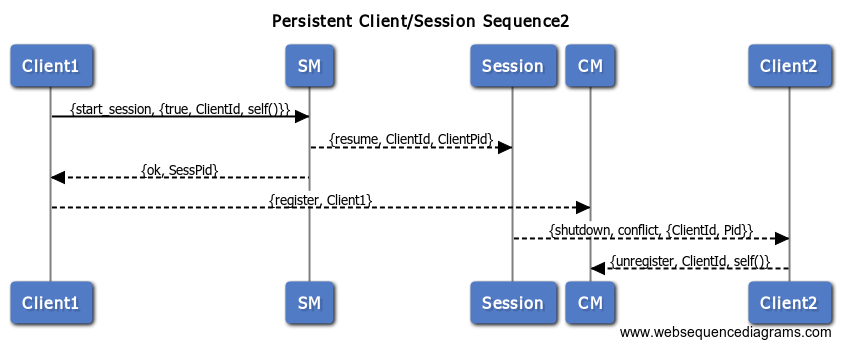 Persistent Client/Session Sequence2
Client1 SM Session CM Client2
{start_session, {true, ClientId, self()}}
{resume, ClientId, ClientPid}
{ok, SessPid}
{register, Client1}
{shutdown, conflict, {ClientId, Pid}}
{unregister, ClientId, self()}
Client1 SM Session CM Client2
www.websequencediagrams.com